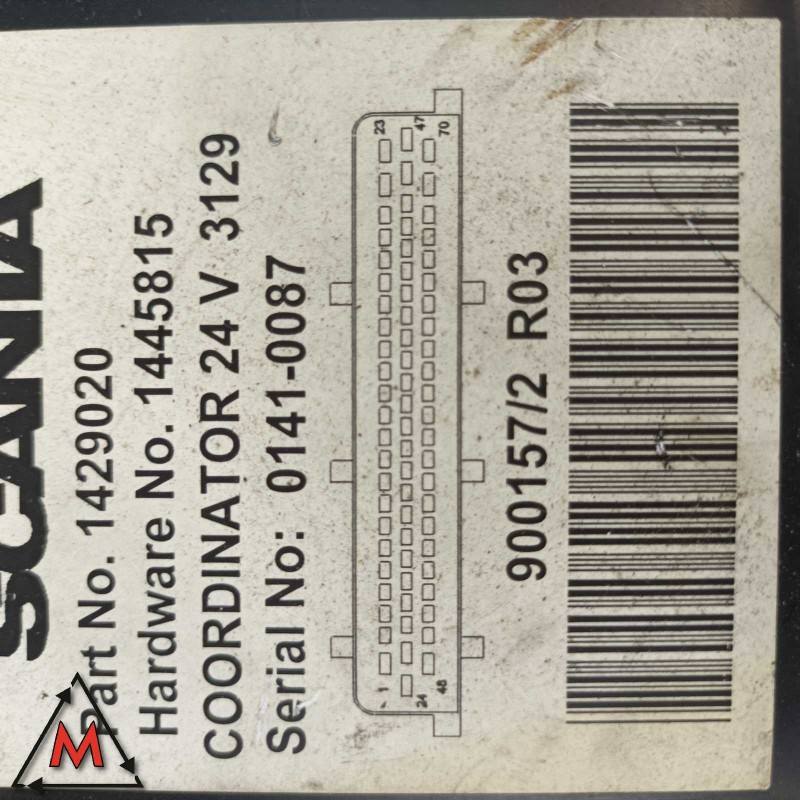 SCANIA
Part No. 1429020
Hardware No. 1445815
COORDINATOR 24 V 3129
Serial No: 0141-0087
1 23
24 47
48 70
900157/2 R03
M